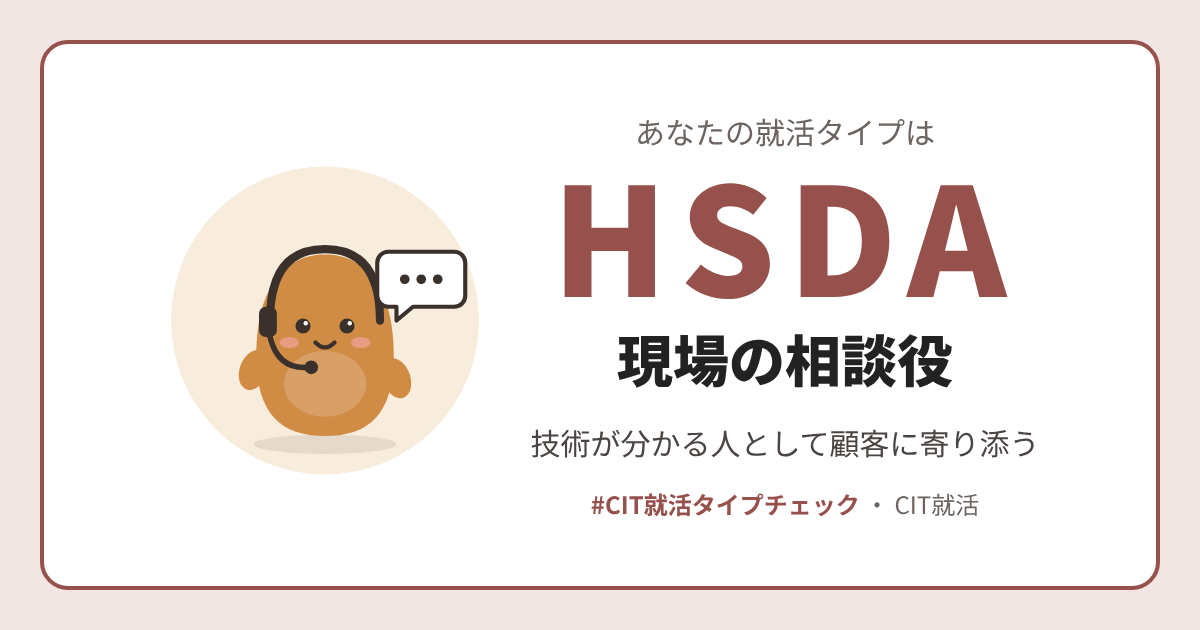 あなたの就活タイプは
HSDA
現場の相談役
技術が分かる人として顧客に寄り添う
#CIT就活タイプチェック ・ CIT就活